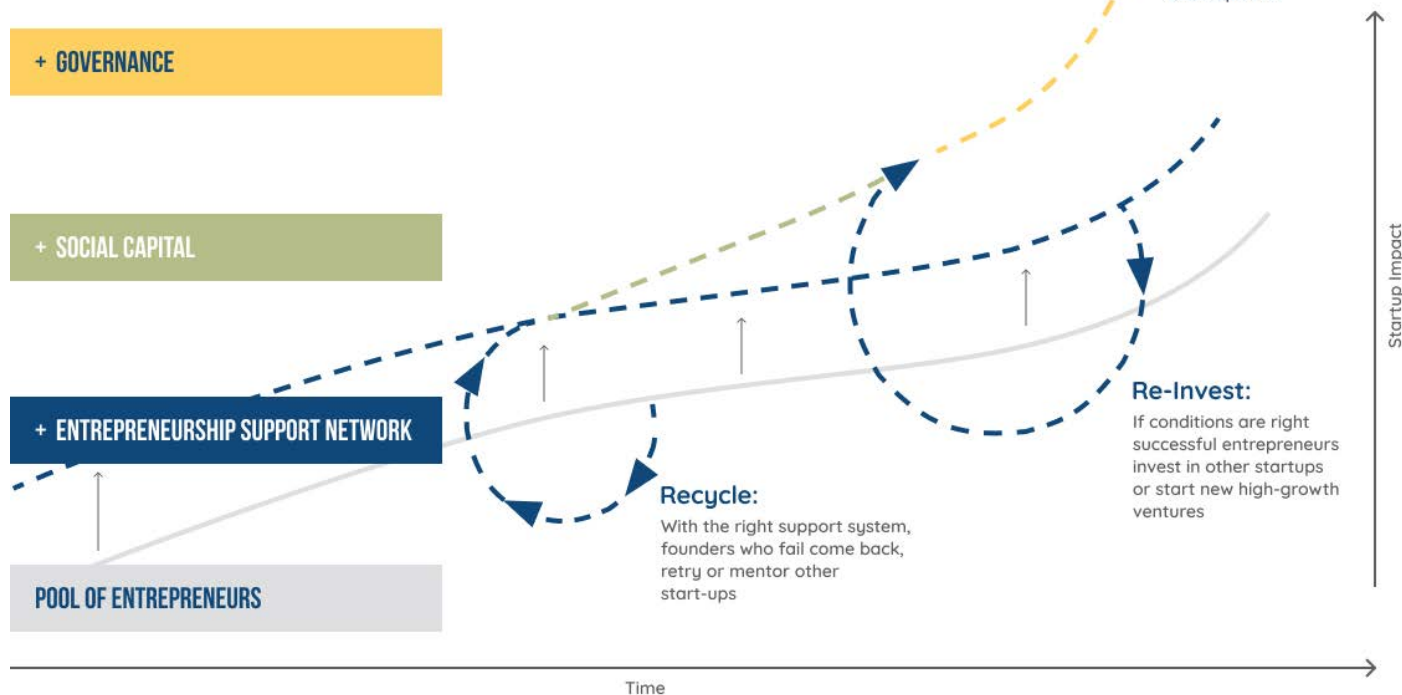 + GOVERNANCE
+ SOCIAL CAPITAL
+ ENTREPRENEURSHIP SUPPORT NETWORK
POOL OF ENTREPRENEURS
Recycle:
With the right support system,
founders who fail come back,
retry or mentor other
start-ups
Re-Invest:
If conditions are right
successful entrepreneurs
invest in other startups
or start new high-growth
ventures
Startup Impact
Time